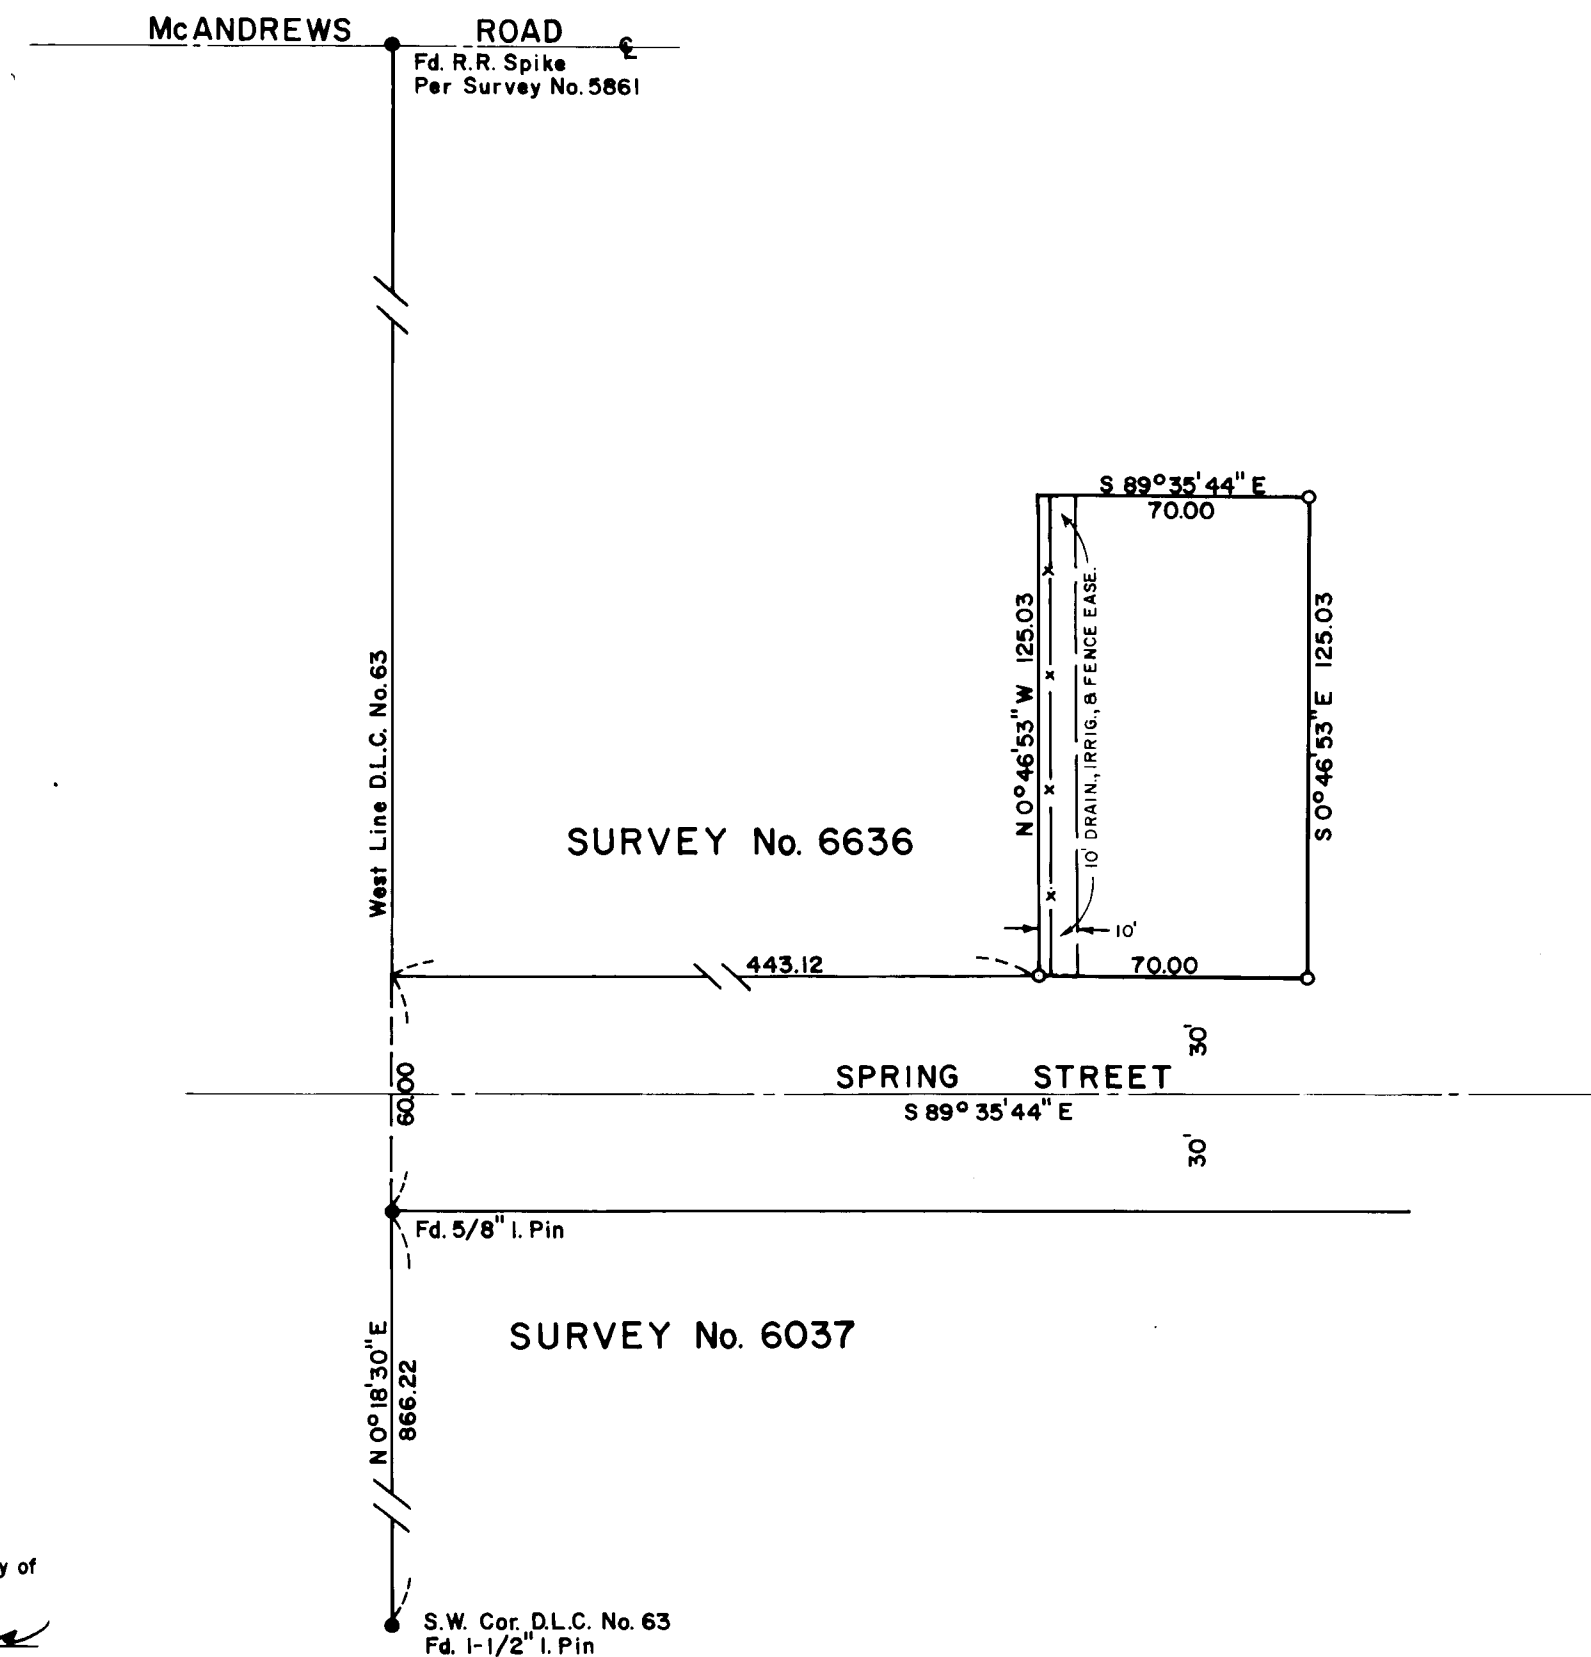 McANDREWS ROAD ℄
Fd. R.R. Spike
Per Survey No. 5861
S 89° 35' 44" E
70.00
N 0° 46' 53" W 125.03
10' DRAIN., IRRIG., & FENCE EASE.
S 0° 46' 53" E 125.03
West Line D.L.C. No. 63
SURVEY No. 6636
10'
443.12
70.00
30'
60.00
SPRING STREET
S 89° 35' 44" E
30'
Fd. 5/8" I. Pin
SURVEY No. 6037
N 0° 18' 30" E
866.22
y of
S.W. Cor. D.L.C. No. 63
Fd. 1-1/2" I. Pin